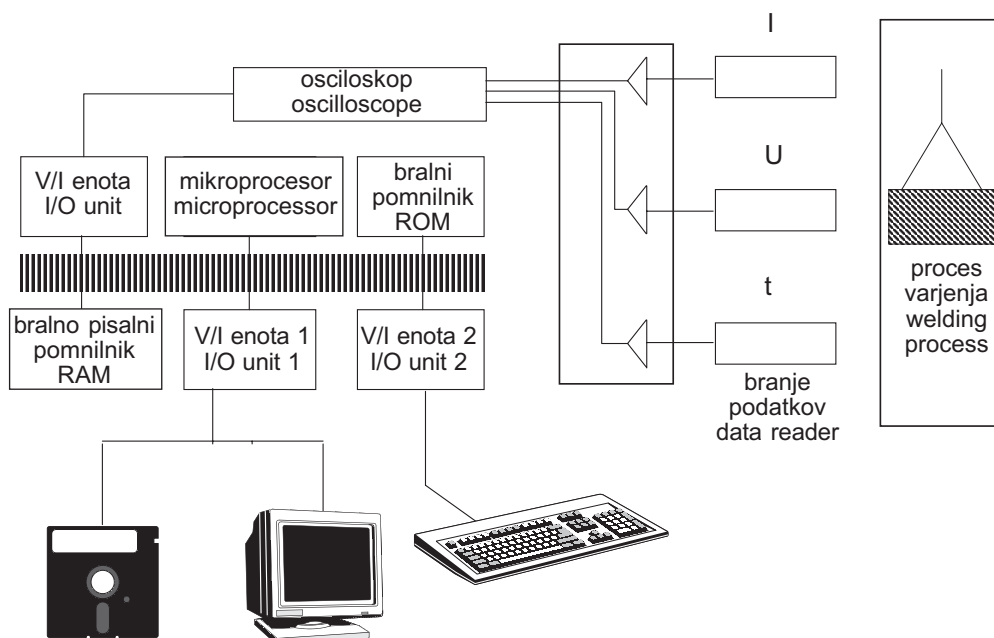 I
osciloskop
oscilloscope
V/I enota
I/O unit
mikroprocesor
microprocessor
bralni
pomnilnik
ROM
U
proces
varjenja
welding
process
t
bralno pisalni
pomnilnik
RAM
V/I enota 1
I/O unit 1
V/I enota 2
I/O unit 2
branje
podatkov
data reader